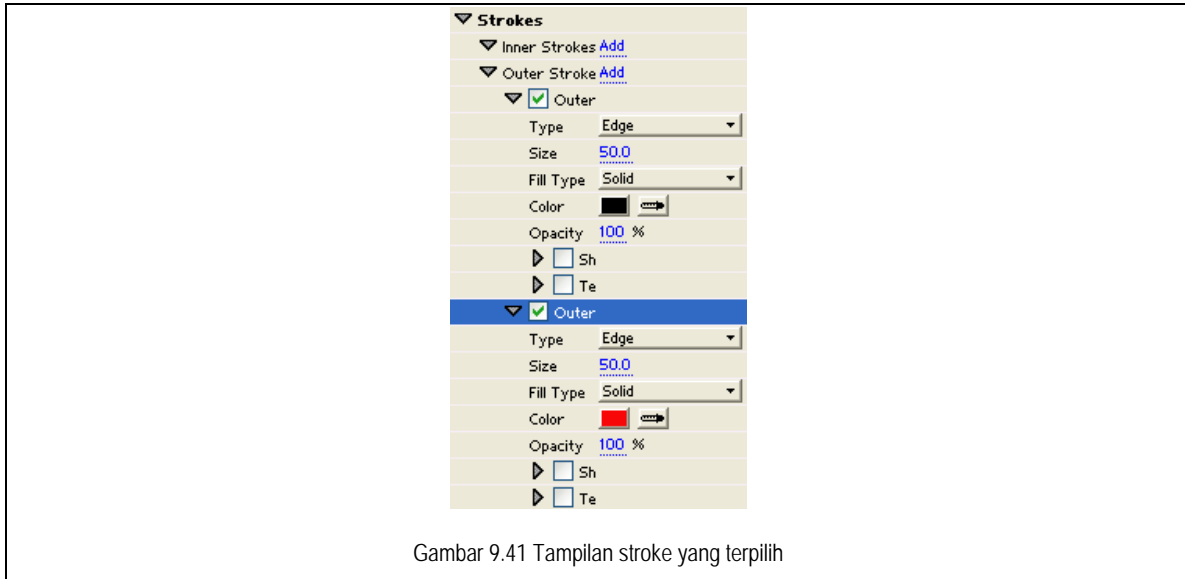 Strokes
Inner Strokes Add
Outer Stroke Add
Outer
Type Edge
Size 50.0
Fill Type Solid
Color
Opacity 100 %
Sh
Te
Outer
Type Edge
Size 50.0
Fill Type Solid
Color
Opacity 100 %
Sh
Te
Gambar 9.41 Tampilan stroke yang terpilih